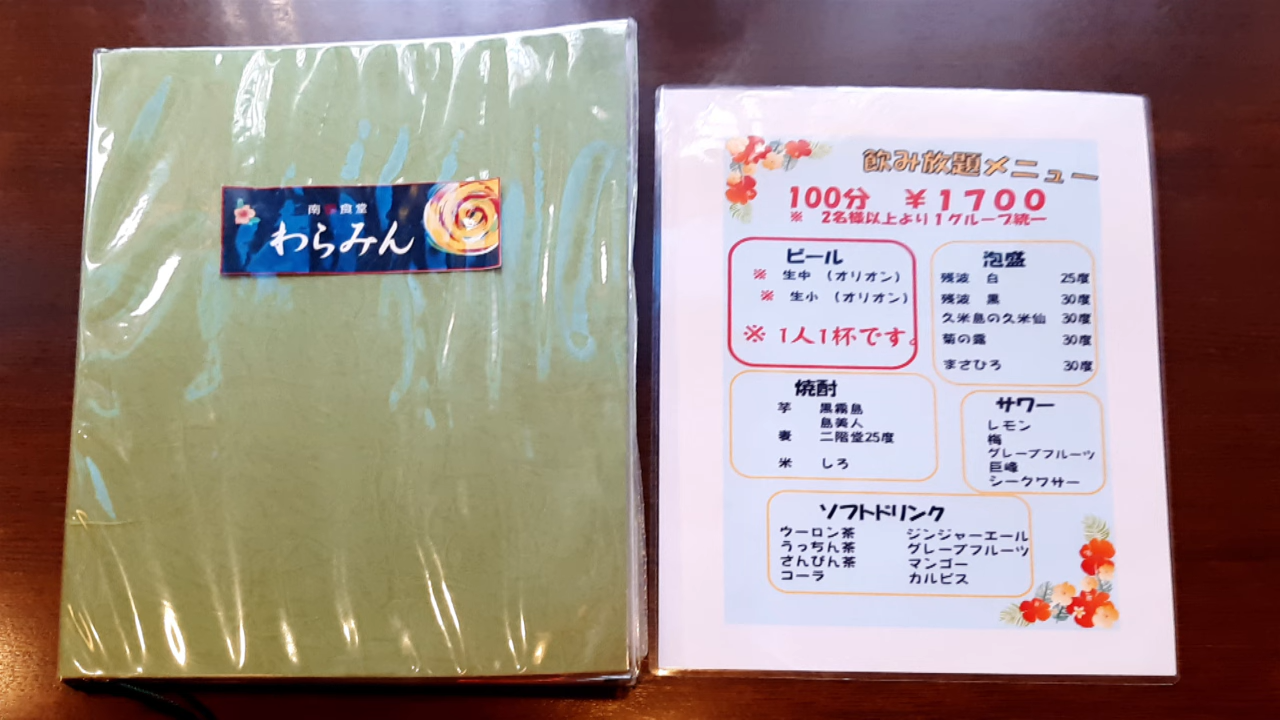 南 食堂
わらみん
飲み放題メニュー
100分 ¥1700
※ 2名様以上より1グループ統一
ビール
※ 生中 （オリオン）
※ 生小 （オリオン）
※ 1人1杯です。
泡盛
残波 白 25度
残波 黒 30度
久米島の久米仙 30度
菊の露 30度
まさひろ 30度
焼酎
芋 黒霧島
島美人
麦 二階堂25度
米 しろ
サワー
レモン
梅
グレープフルーツ
巨峰
シークワサー
ソフトドリンク
ウーロン茶 ジンジャーエール
うっちん茶 グレープフルーツ
さんぴん茶 マンゴー
コーラ カルピス